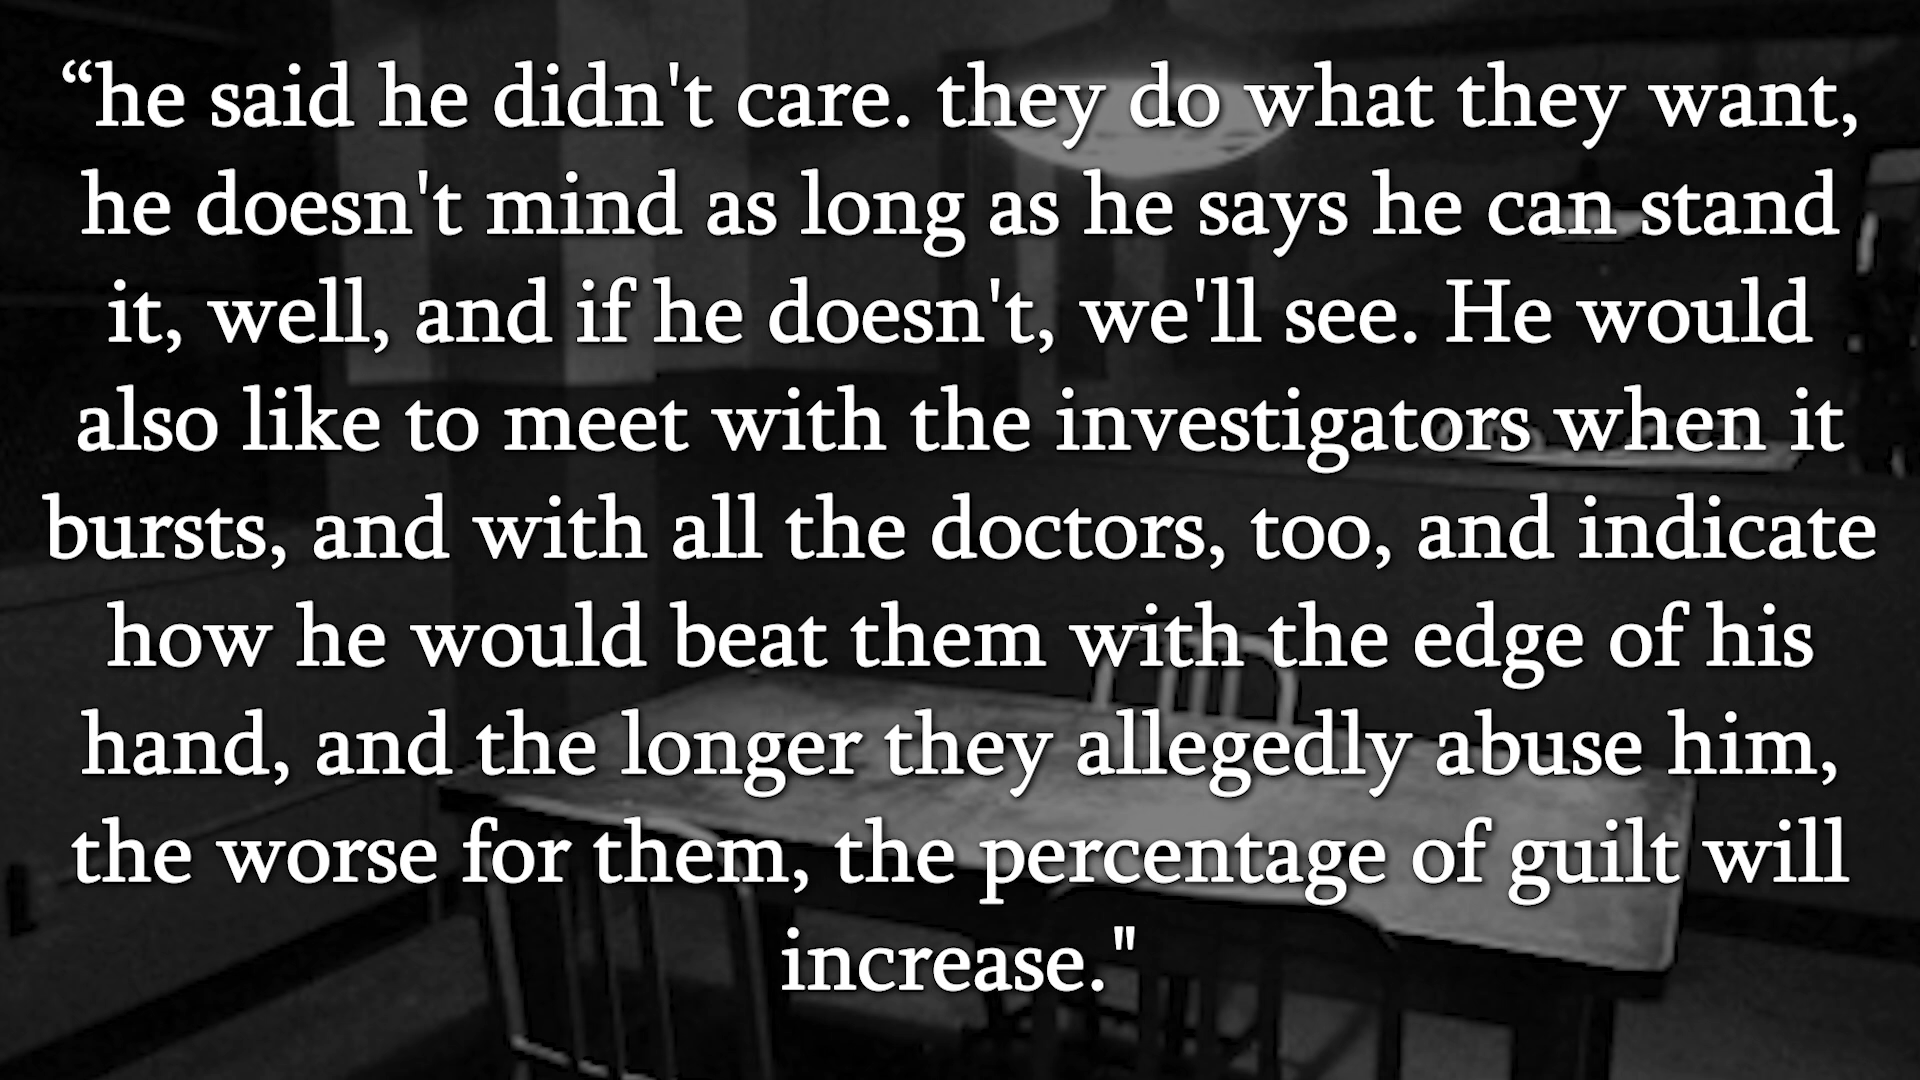 “he said he didn't care. they do what they want,
he doesn't mind as long as he says he can stand
it, well, and if he doesn't, we'll see. He would
also like to meet with the investigators when it
bursts, and with all the doctors, too, and indicate
how he would beat them with the edge of his
hand, and the longer they allegedly abuse him,
the worse for them, the percentage of guilt will
increase."